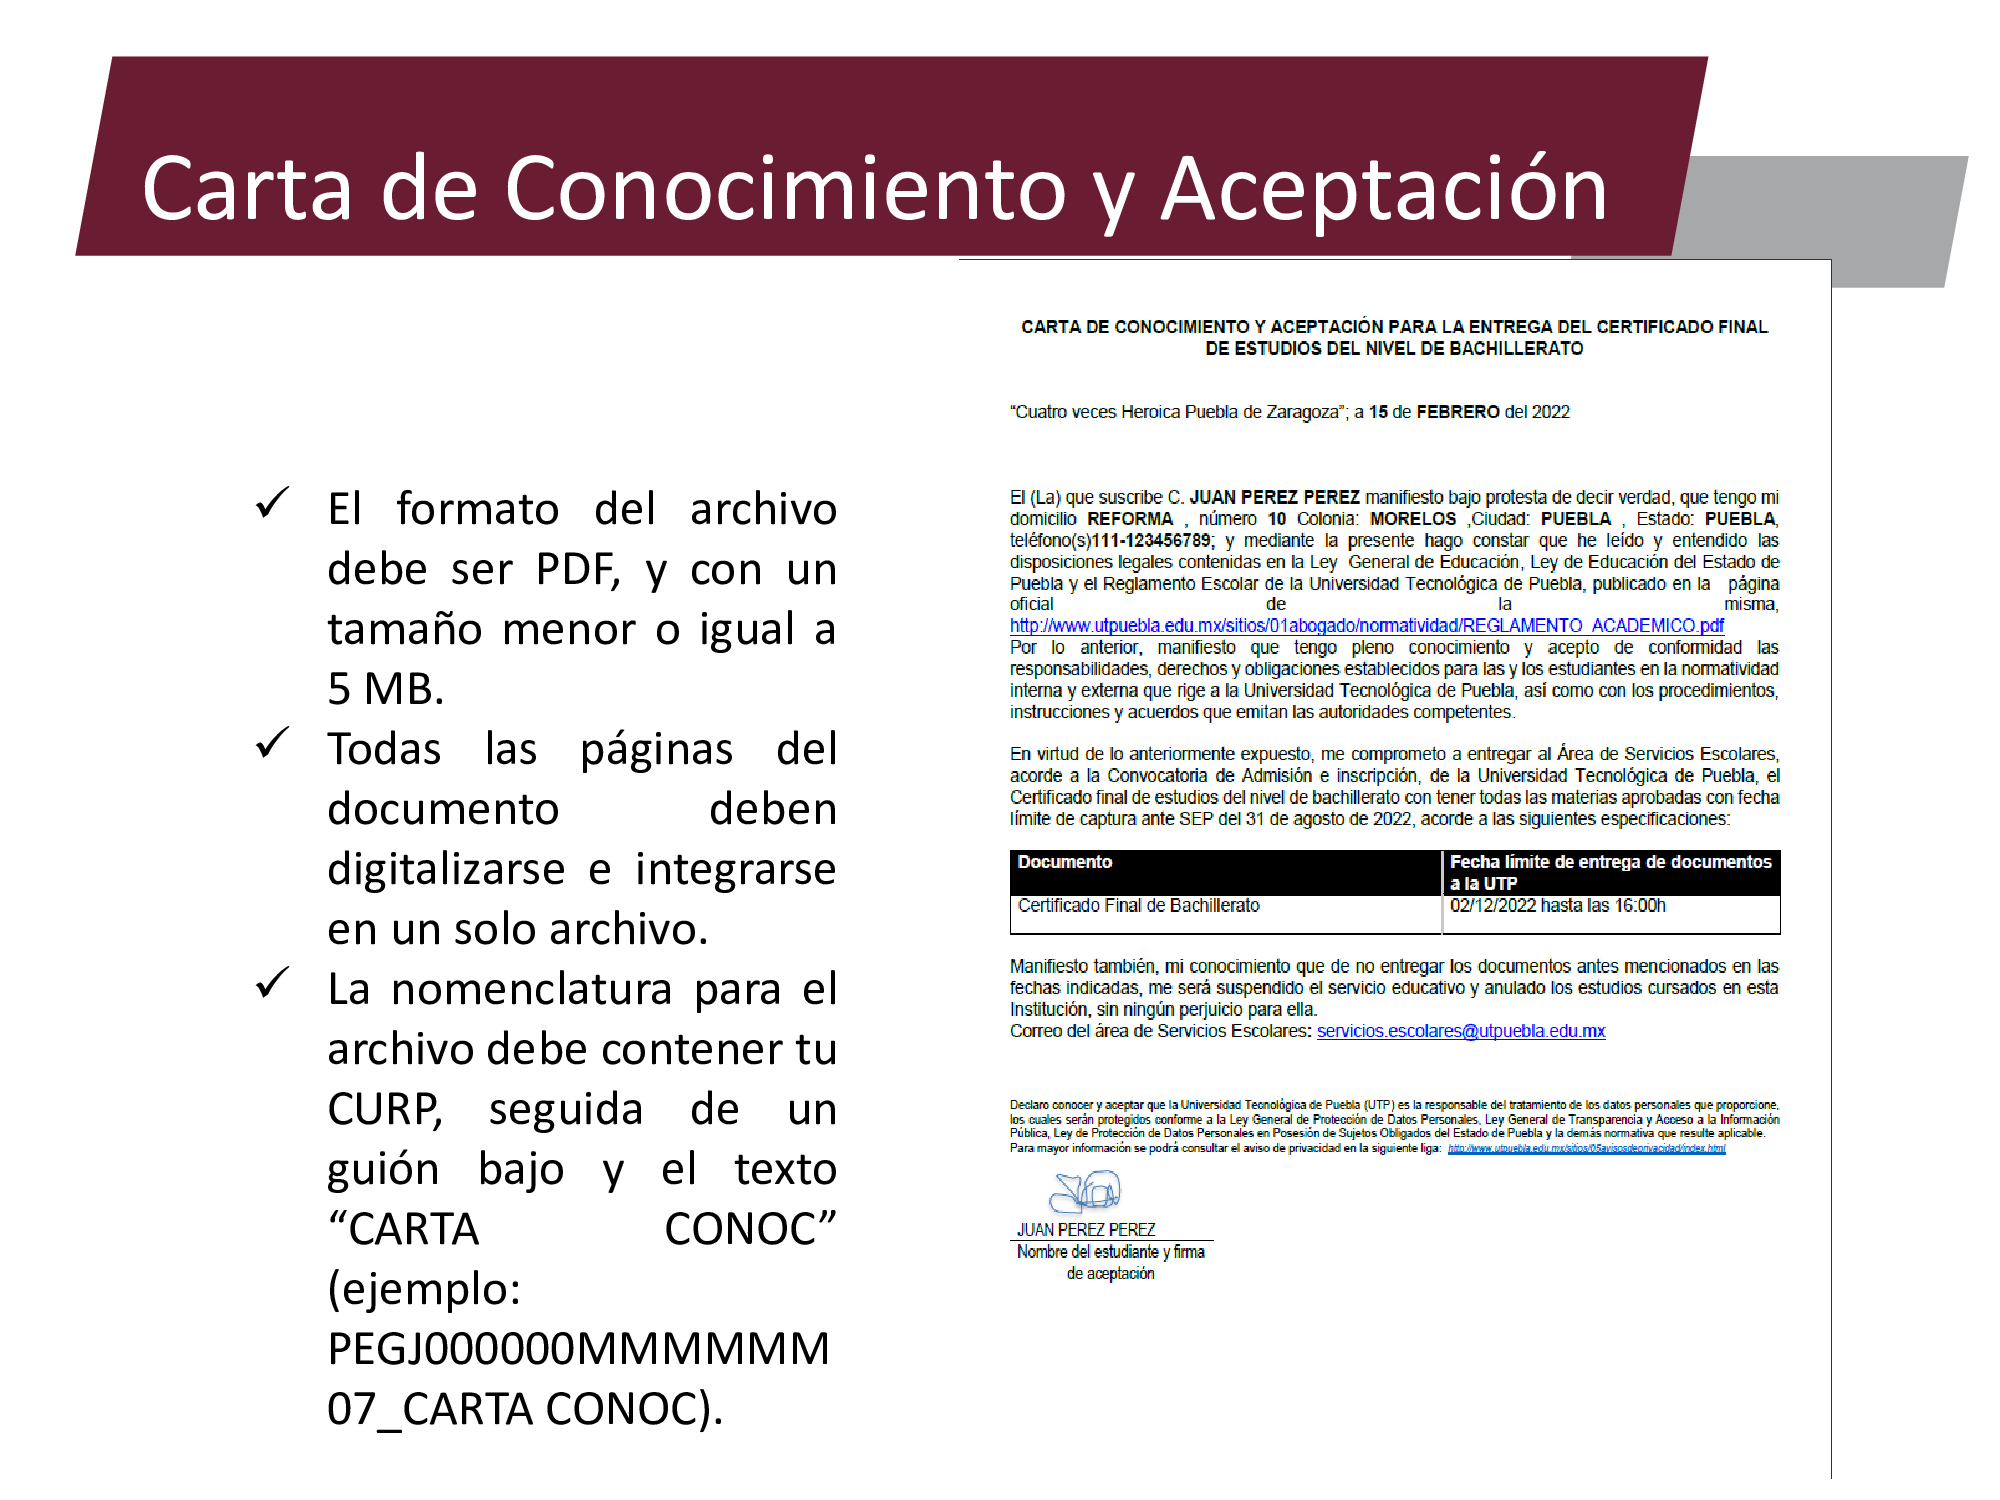 Carta de Conocimiento y Aceptación
El formato del archivo
debe ser PDF, y con un
tamaño menor o igual a
5 MB.
Todas las páginas del
documento deben
digitalizarse e integrarse
en un solo archivo.
La nomenclatura para el
archivo debe contener tu
CURP, seguida de un
guión bajo y el texto
“CARTA CONOC”
(ejemplo:
PEGJ000000MMMMMM
07_CARTA CONOC).
CARTA DE CONOCIMIENTO Y ACEPTACIÓN PARA LA ENTREGA DEL CERTIFICADO FINAL
DE ESTUDIOS DEL NIVEL DE BACHILLERATO
“Cuatro veces Heroica Puebla de Zaragoza”; a 15 de FEBRERO del 2022
El (La) que suscribe C. JUAN PEREZ PEREZ manifiesto bajo protesta de decir verdad, que tengo mi
domicilio REFORMA , número 10 Colonia: MORELOS ,Ciudad: PUEBLA , Estado: PUEBLA,
teléfono(s)111-123456789; y mediante la presente hago constar que he leído y entendido las
disposiciones legales contenidas en la Ley General de Educación, Ley de Educación del Estado de
Puebla y el Reglamento Escolar de la Universidad Tecnológica de Puebla, publicado en la página
oficial de la misma,
http://www.utpuebla.edu.mx/sitios/01abogado/normatividad/REGLAMENTO_ACADEMICO.pdf
Por lo anterior, manifiesto que tengo pleno conocimiento y acepto de conformidad las
responsabilidades, derechos y obligaciones establecidos para las y los estudiantes en la normatividad
interna y externa que rige a la Universidad Tecnológica de Puebla, así como con los procedimientos,
instrucciones y acuerdos que emitan las autoridades competentes.
En virtud de lo anteriormente expuesto, me comprometo a entregar al Área de Servicios Escolares,
acorde a la Convocatoria de Admisión e inscripción, de la Universidad Tecnológica de Puebla, el
Certificado final de estudios del nivel de bachillerato con tener todas las materias aprobadas con fecha
límite de captura ante SEP del 31 de agosto de 2022, acorde a las siguientes especificaciones:
Documento
Fecha límite de entrega de documentos
a la UTP
Certificado Final de Bachillerato
02/12/2022 hasta las 16:00h
Manifiesto también, mi conocimiento que de no entregar los documentos antes mencionados en las
fechas indicadas, me será suspendido el servicio educativo y anulado los estudios cursados en esta
Institución, sin ningún perjuicio para ella.
Correo del área de Servicios Escolares: servicios.escolares@utpuebla.edu.mx
Declaro conocer y aceptar que la Universidad Tecnológica de Puebla (UTP) es la responsable del tratamiento de los datos personales que proporcione,
los cuales serán protegidos conforme a la Ley General de Protección de Datos Personales, Ley General de Transparencia y Acceso a la Información
Pública, Ley de Protección de Datos Personales en Posesión de Sujetos Obligados del Estado de Puebla y la demás normativa que resulte aplicable.
Para mayor información se podrá consultar el aviso de privacidad en la siguiente liga: http://www.utpuebla.edu.mx/sitios/05avisosdeprivacidad/index.html
JUAN PEREZ PEREZ
Nombre del estudiante y firma
de aceptación